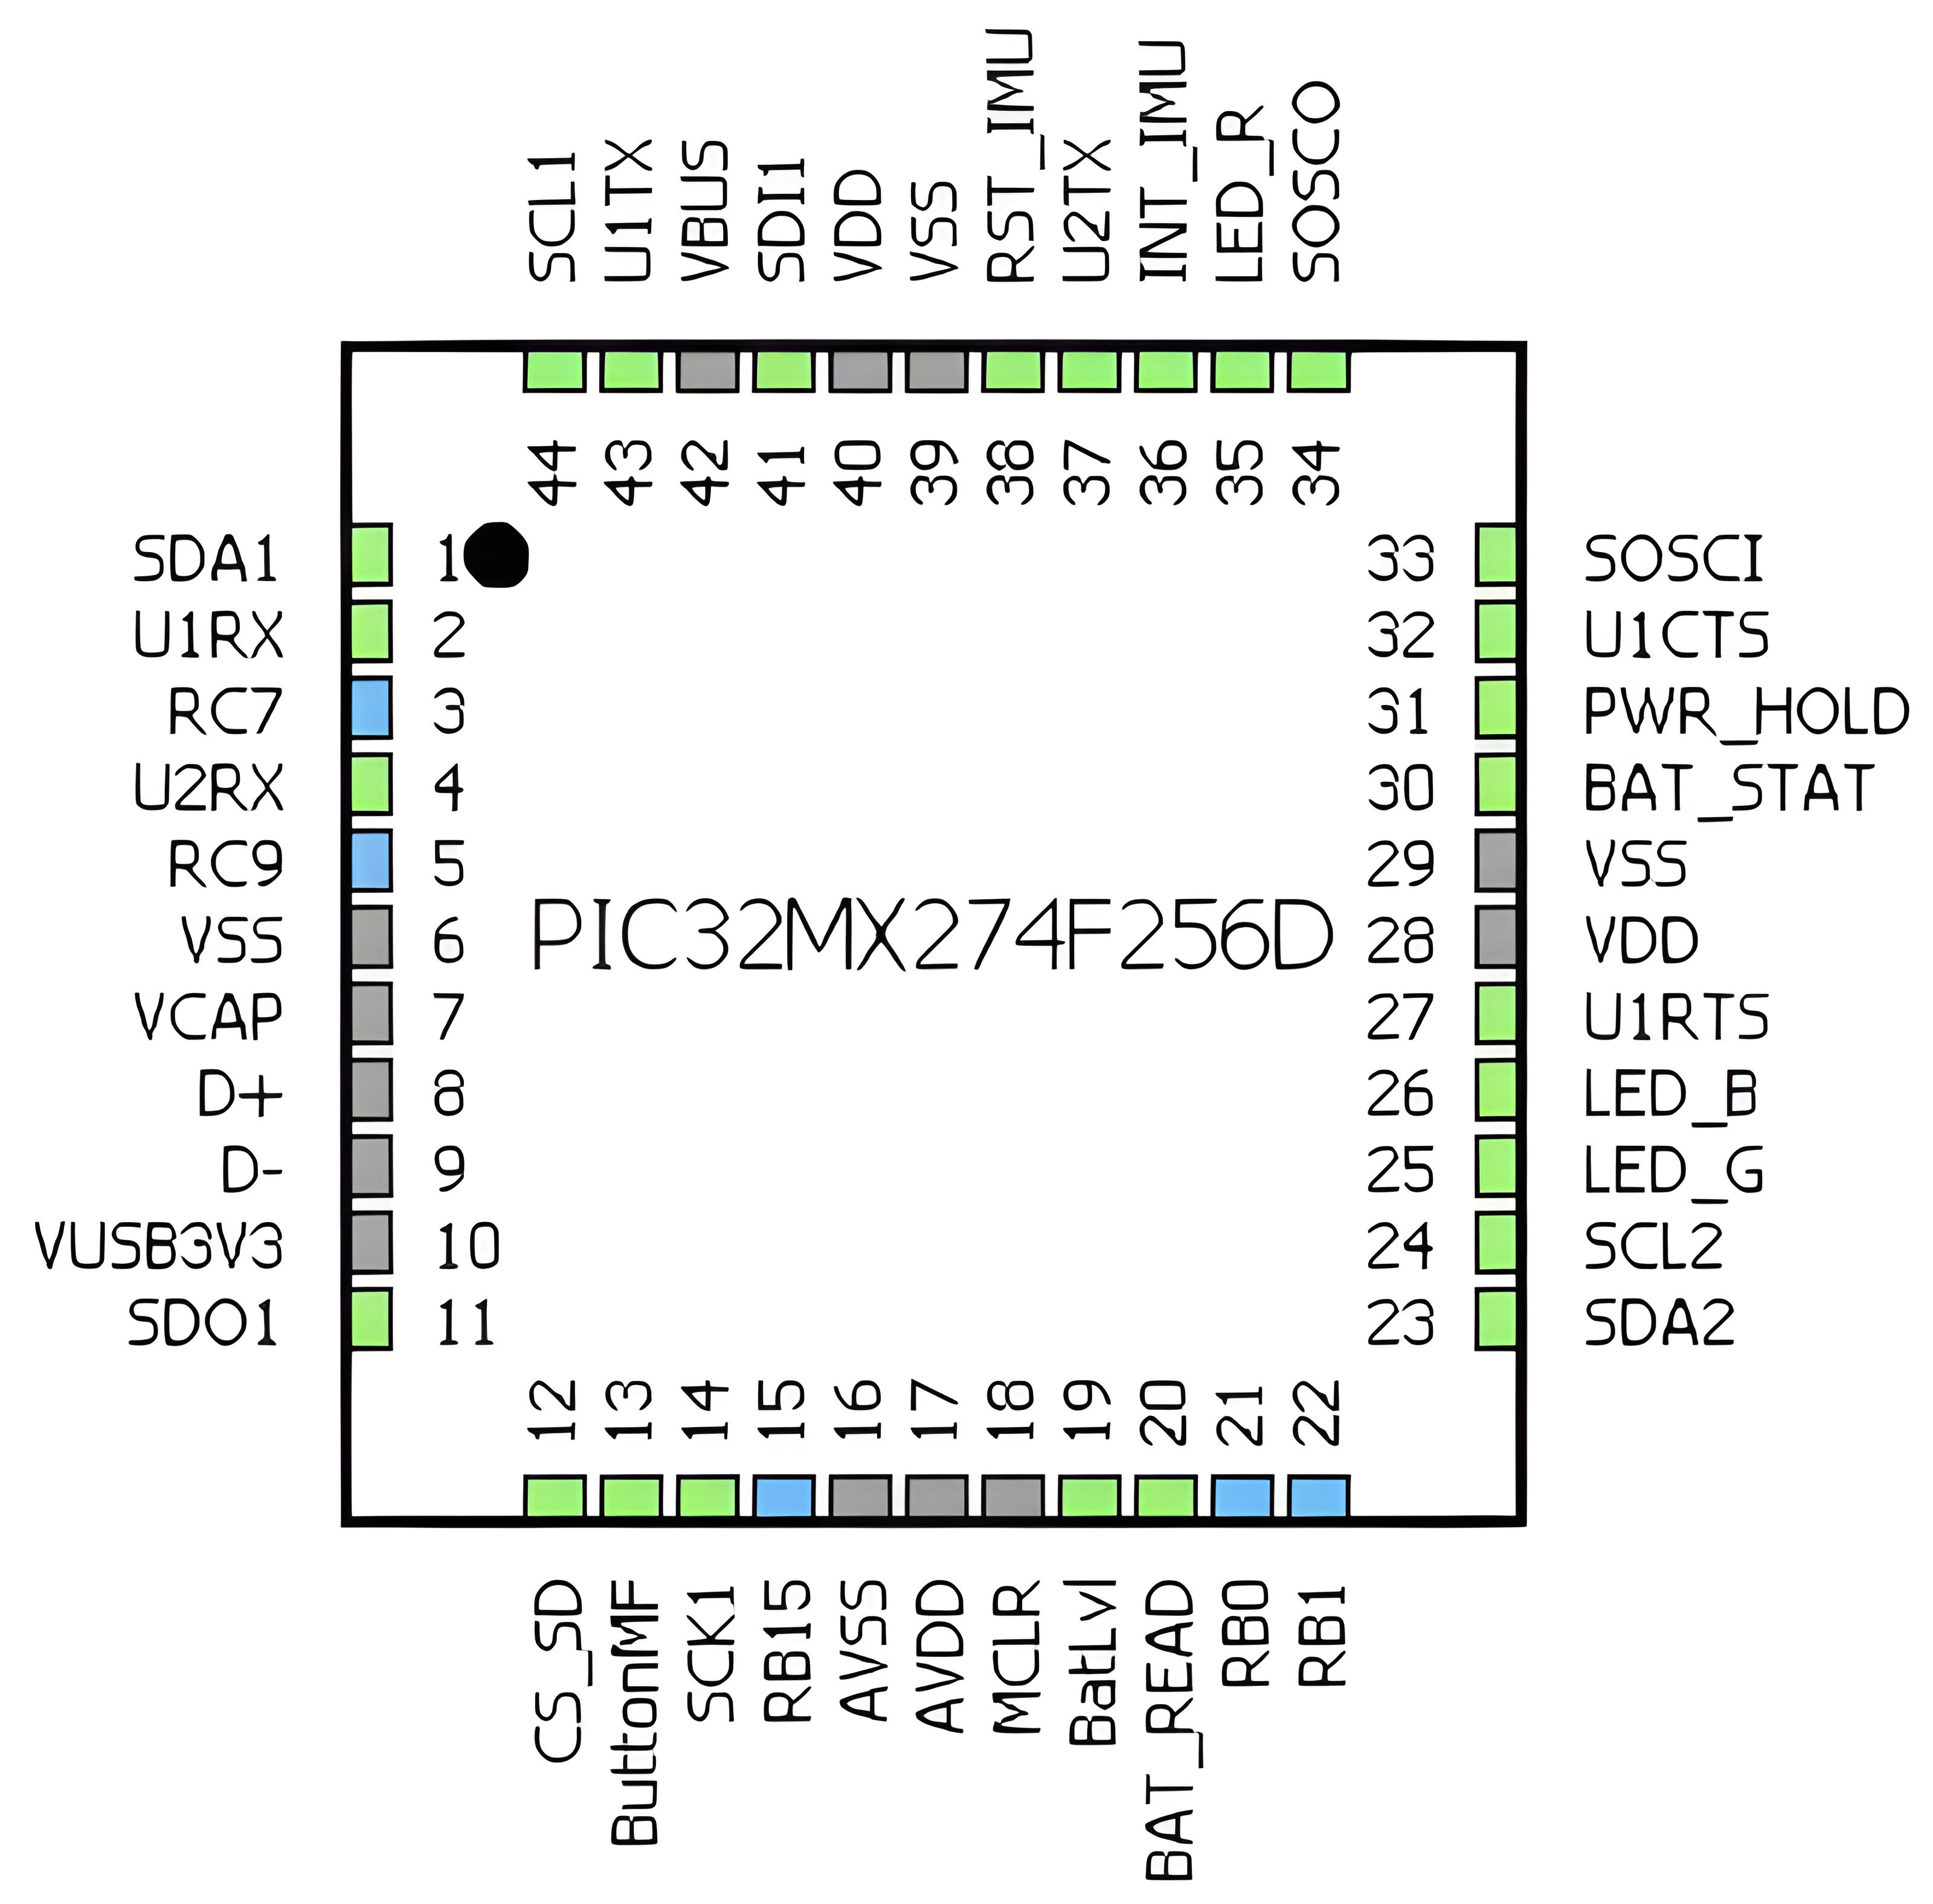 SCL1
U1TX
VBUS
SDI1
VDD
VSS
RST_IMU
U2TX
INT_IMU
LED_R
SOSCO
44
43
42
41
40
39
38
37
36
35
34
SDA1 1 33 SOSCI
U1RX 2 32 U1CTS
RC7 3 31 PWR_HOLD
U2RX 4 30 BAT_STAT
RC9 5 29 VSS
VSS 6 PIC32MX274F256D 28 VDD
VCAP 7 27 U1RTS
D+ 8 26 LED_B
D- 9 25 LED_G
VUSB3V3 10 24 SCL2
SDO1 11 23 SDA2
12
13
14
15
16
17
18
19
20
21
22
CS_SD
ButtonMF
SCK1
RB15
AVSS
AVDD
MCLR
BatLvl
BAT_READ
RB0
RB1